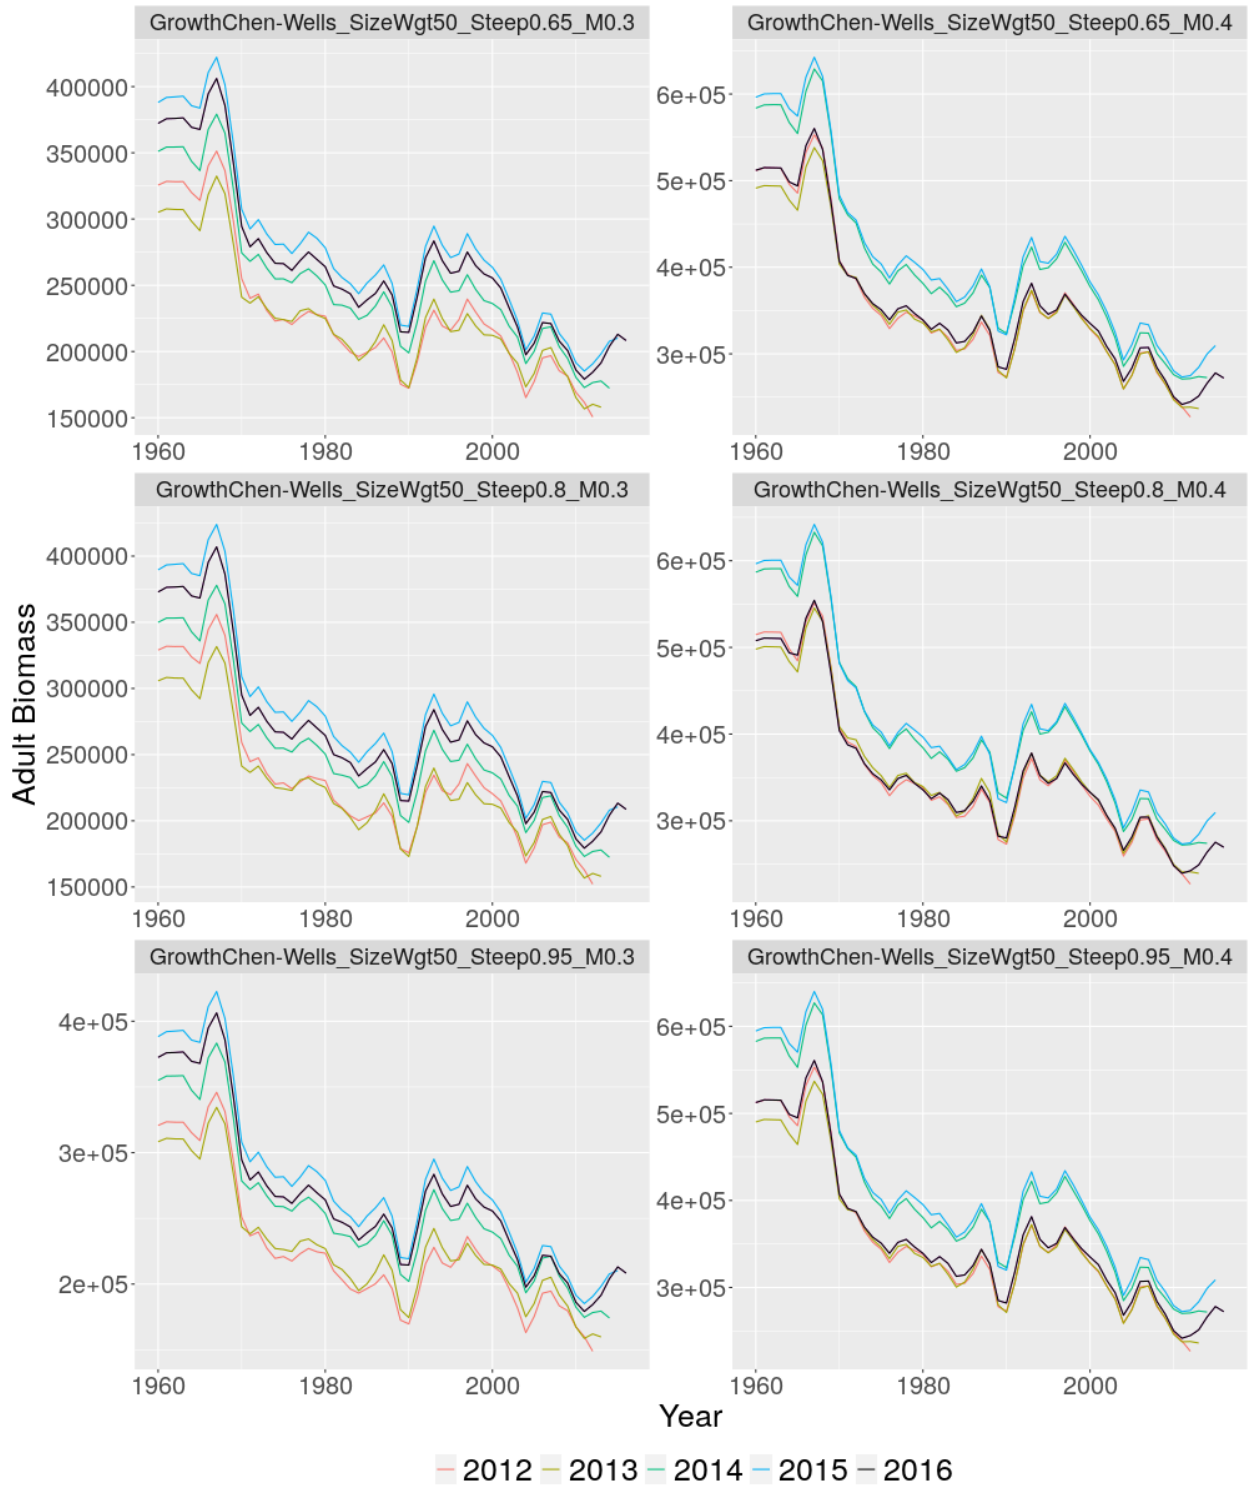 GrowthChen-Wells_SizeWgt50_Steep0.65_M0.3
GrowthChen-Wells_SizeWgt50_Steep0.65_M0.4
400000
350000
300000
250000
200000
150000
1960 1980 2000
6e+05
5e+05
4e+05
3e+05
1960 1980 2000
GrowthChen-Wells_SizeWgt50_Steep0.8_M0.3
GrowthChen-Wells_SizeWgt50_Steep0.8_M0.4
Adult Biomass
400000
350000
300000
250000
200000
150000
1960 1980 2000
6e+05
5e+05
4e+05
3e+05
1960 1980 2000
GrowthChen-Wells_SizeWgt50_Steep0.95_M0.3
GrowthChen-Wells_SizeWgt50_Steep0.95_M0.4
4e+05
3e+05
2e+05
1960 1980 2000
6e+05
5e+05
4e+05
3e+05
1960 1980 2000
Year
2012 2013 2014 2015 2016